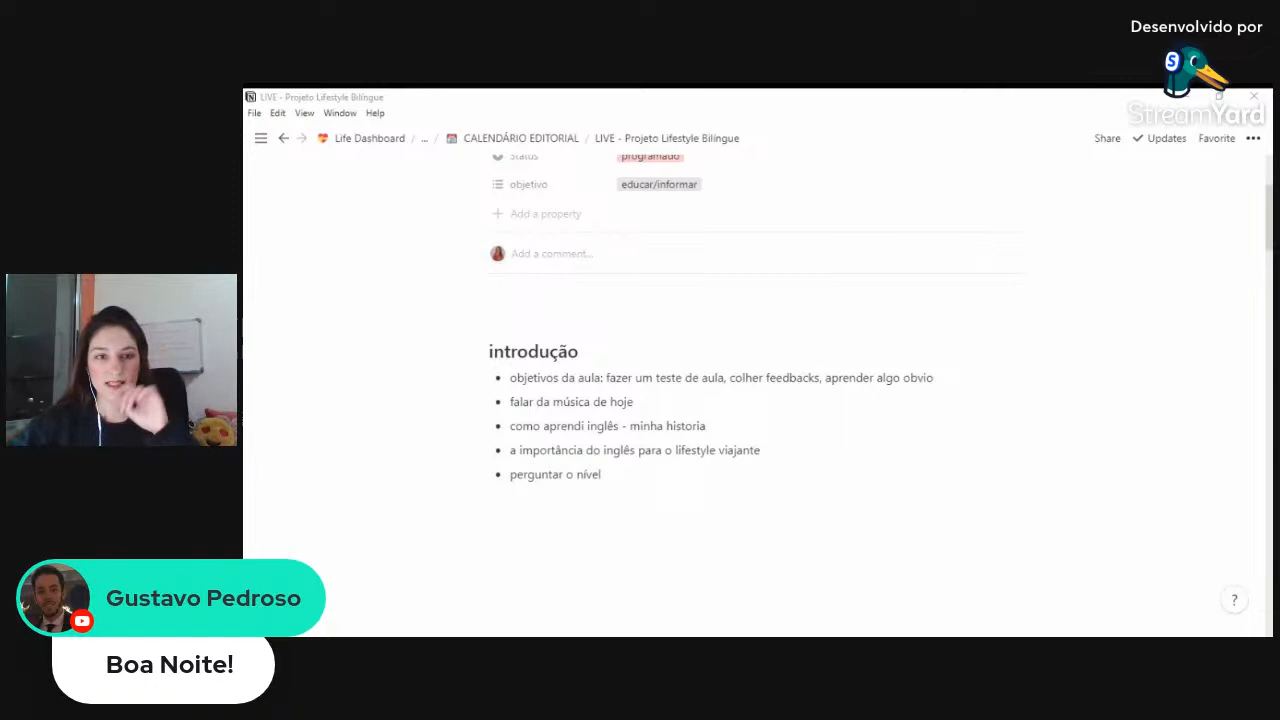 Desenvolvido por
S
StreamYard
LIVE - Projeto Lifestyle Bilíngue
File Edit View Window Help
Life Dashboard / ... / CALENDÁRIO EDITORIAL / LIVE - Projeto Lifestyle Bilíngue
Share Updates Favorite •••
Status programado
objetivo educar/informar
+ Add a property
Add a comment...
introdução
• objetivos da aula: fazer um teste de aula, colher feedbacks, aprender algo obvio
• falar da música de hoje
• como aprendi inglês - minha historia
• a importância do inglês para o lifestyle viajante
• perguntar o nível
?
Gustavo Pedroso
Boa Noite!